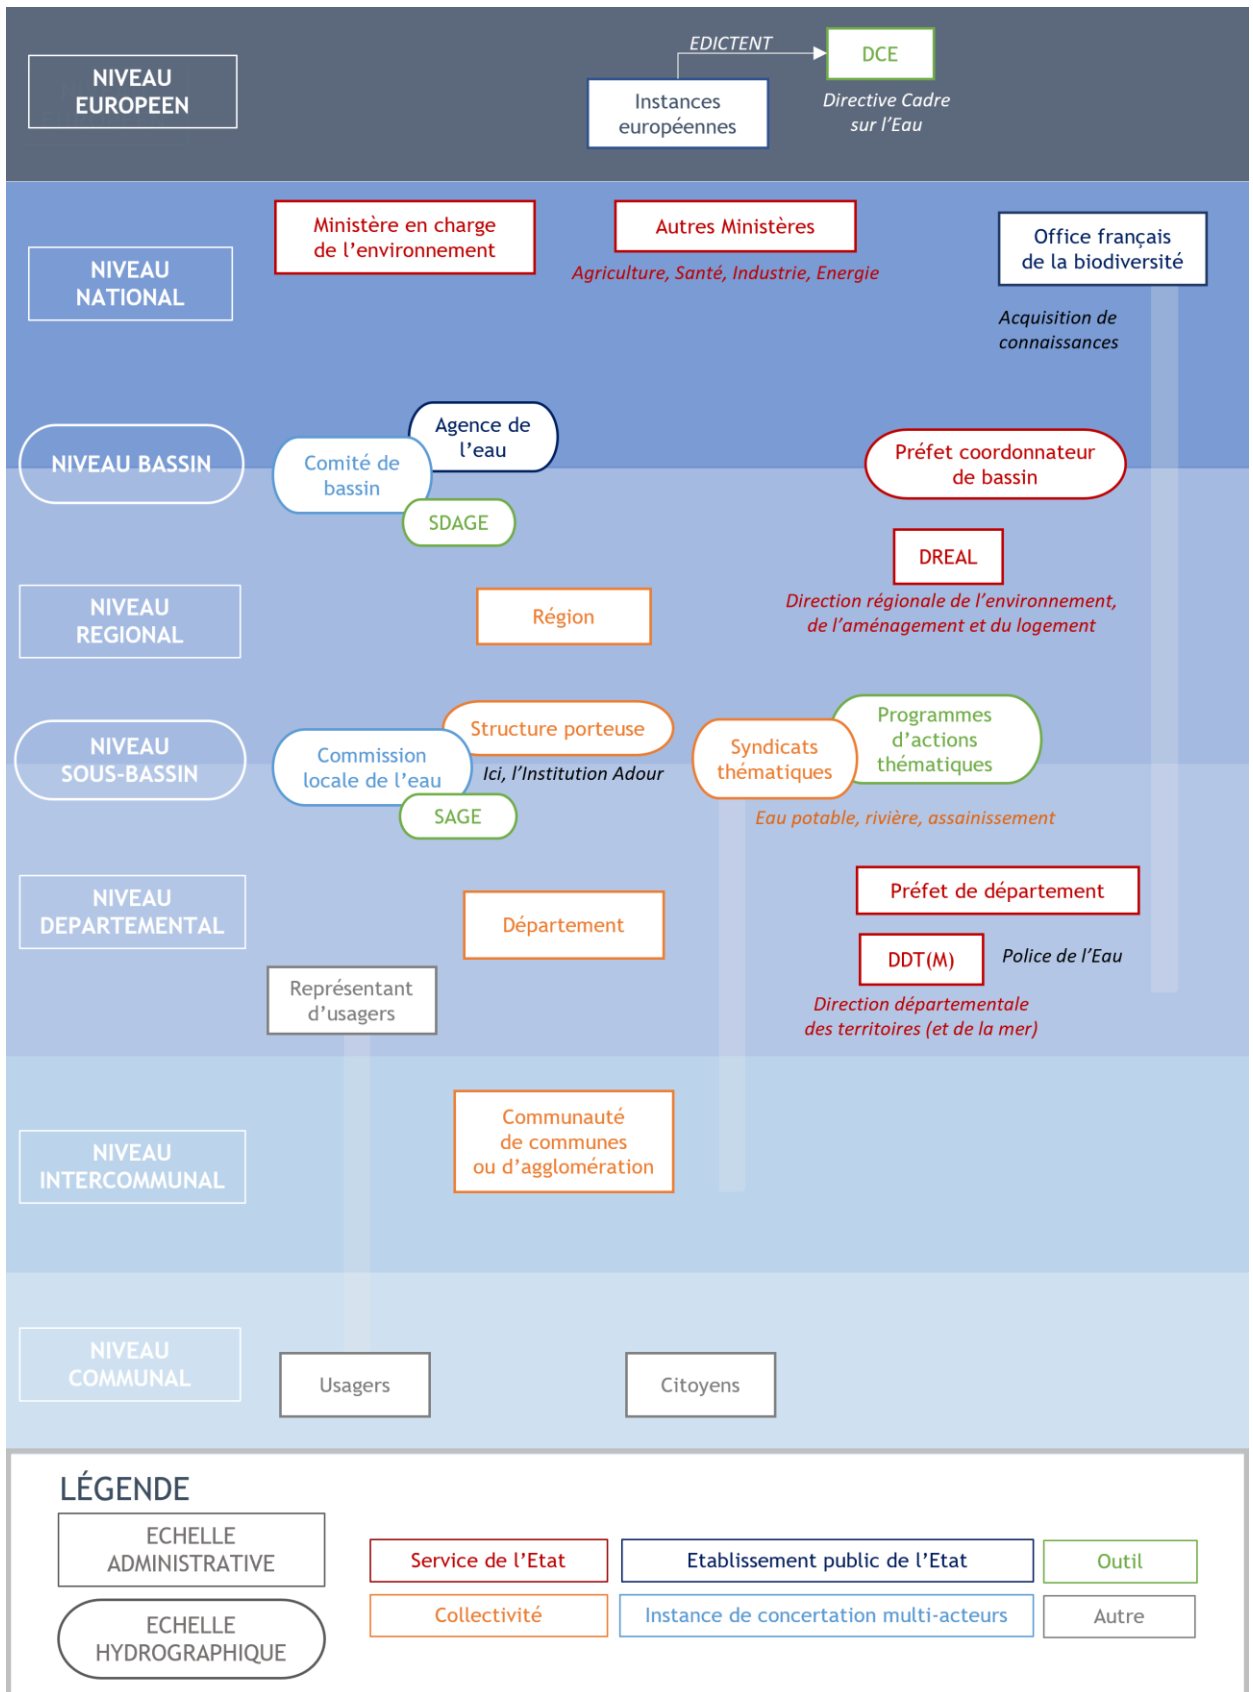 NIVEAU
EUROPEEN
EDICTENT
DCE
Instances
européennes
Directive Cadre
sur l'Eau
NIVEAU
NATIONAL
Ministère en charge
de l'environnement
Autres Ministères
Agriculture, Santé, Industrie, Energie
Office français
de la biodiversité
Acquisition de
connaissances
NIVEAU BASSIN
Agence de
l'eau
Comité de
bassin
SDAGE
Préfet coordonnateur
de bassin
DREAL
Direction régionale de l'environnement,
de l'aménagement et du logement
NIVEAU
REGIONAL
Région
NIVEAU
SOUS-BASSIN
Structure porteuse
Commission
locale de l'eau
Ici, l'Institution Adour
SAGE
Syndicats
thématiques
Programmes
d'actions
thématiques
Eau potable, rivière, assainissement
NIVEAU
DEPARTEMENTAL
Département
Préfet de département
DDT(M)
Police de l'Eau
Direction départementale
des territoires (et de la mer)
Représentant
d'usagers
NIVEAU
INTERCOMMUNAL
Communauté
de communes
ou d'agglomération
NIVEAU
COMMUNAL
Usagers
Citoyens
LÉGENDE
ECHELLE
ADMINISTRATIVE
ECHELLE
HYDROGRAPHIQUE
Service de l'Etat
Etablissement public de l'Etat
Outil
Collectivité
Instance de concertation multi-acteurs
Autre